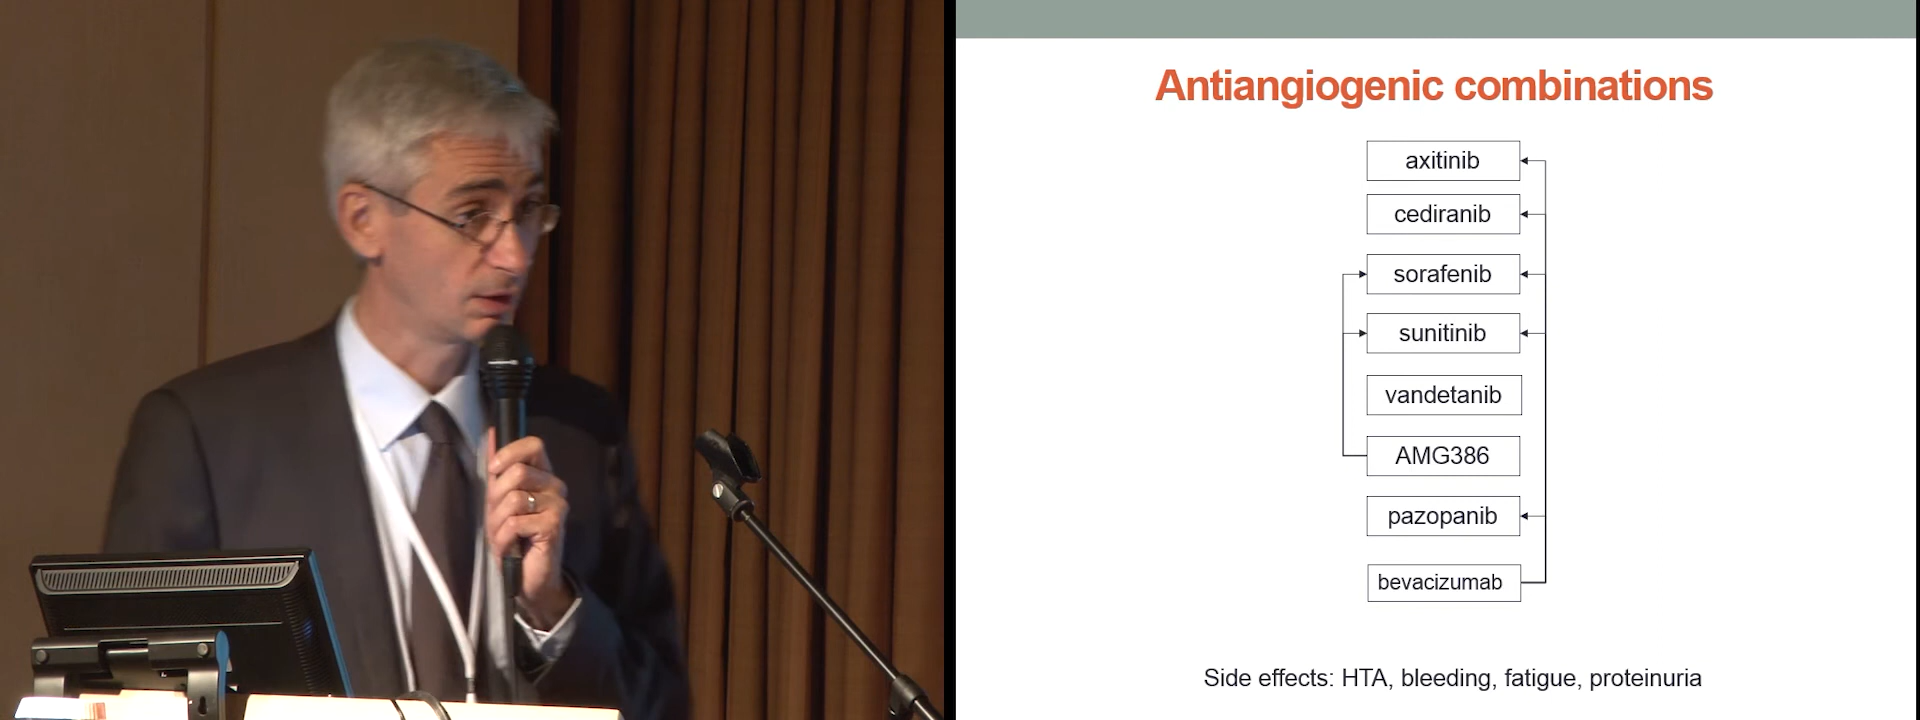 Antiangiogenic combinations
axitinib
cediranib
sorafenib
sunitinib
vandetanib
AMG386
pazopanib
bevacizumab
Side effects: HTA, bleeding, fatigue, proteinuria